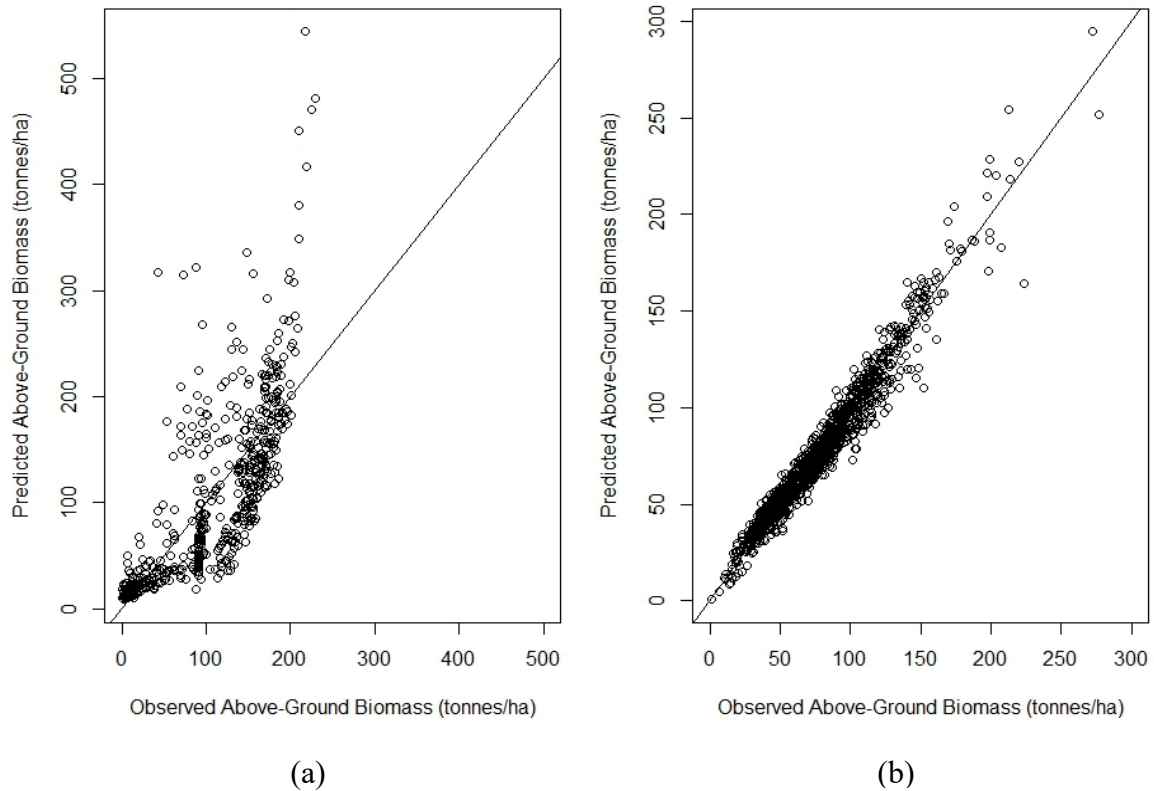 Predicted Above-Ground Biomass (tonnes/ha)
500
400
300
200
100
0
0 100 200 300 400 500
Observed Above-Ground Biomass (tonnes/ha)
(a)
Predicted Above-Ground Biomass (tonnes/ha)
300
250
200
150
100
50
0
0 50 100 150 200 250 300
Observed Above-Ground Biomass (tonnes/ha)
(b)